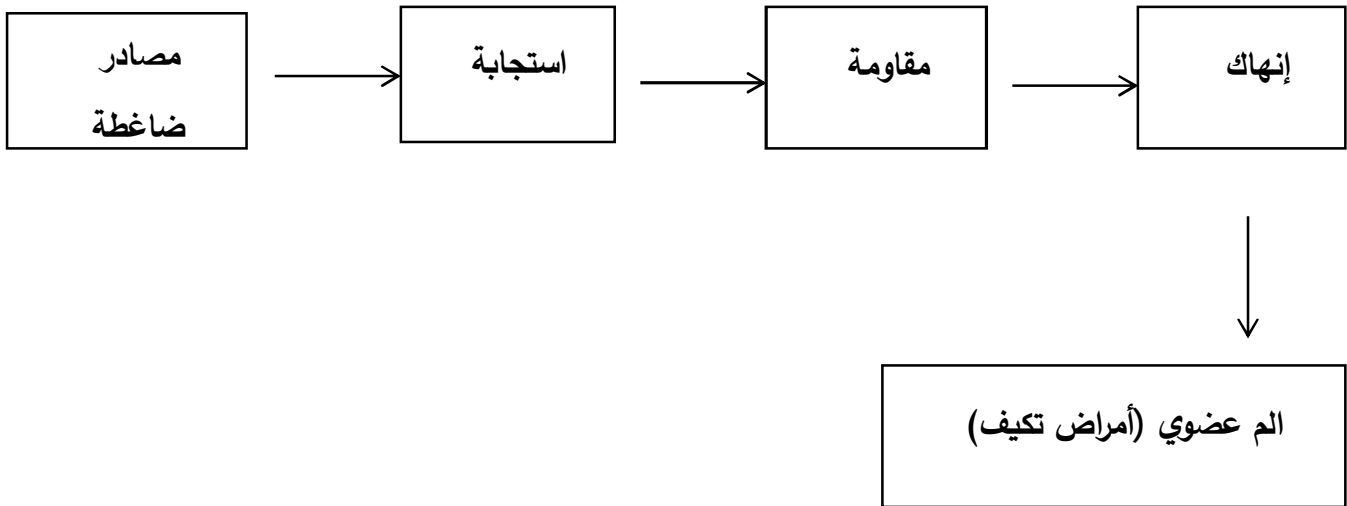 مصادر
ضاغطة
استجابة
مقاومة
إنهاك
الم عضوي (أمراض تكيف)